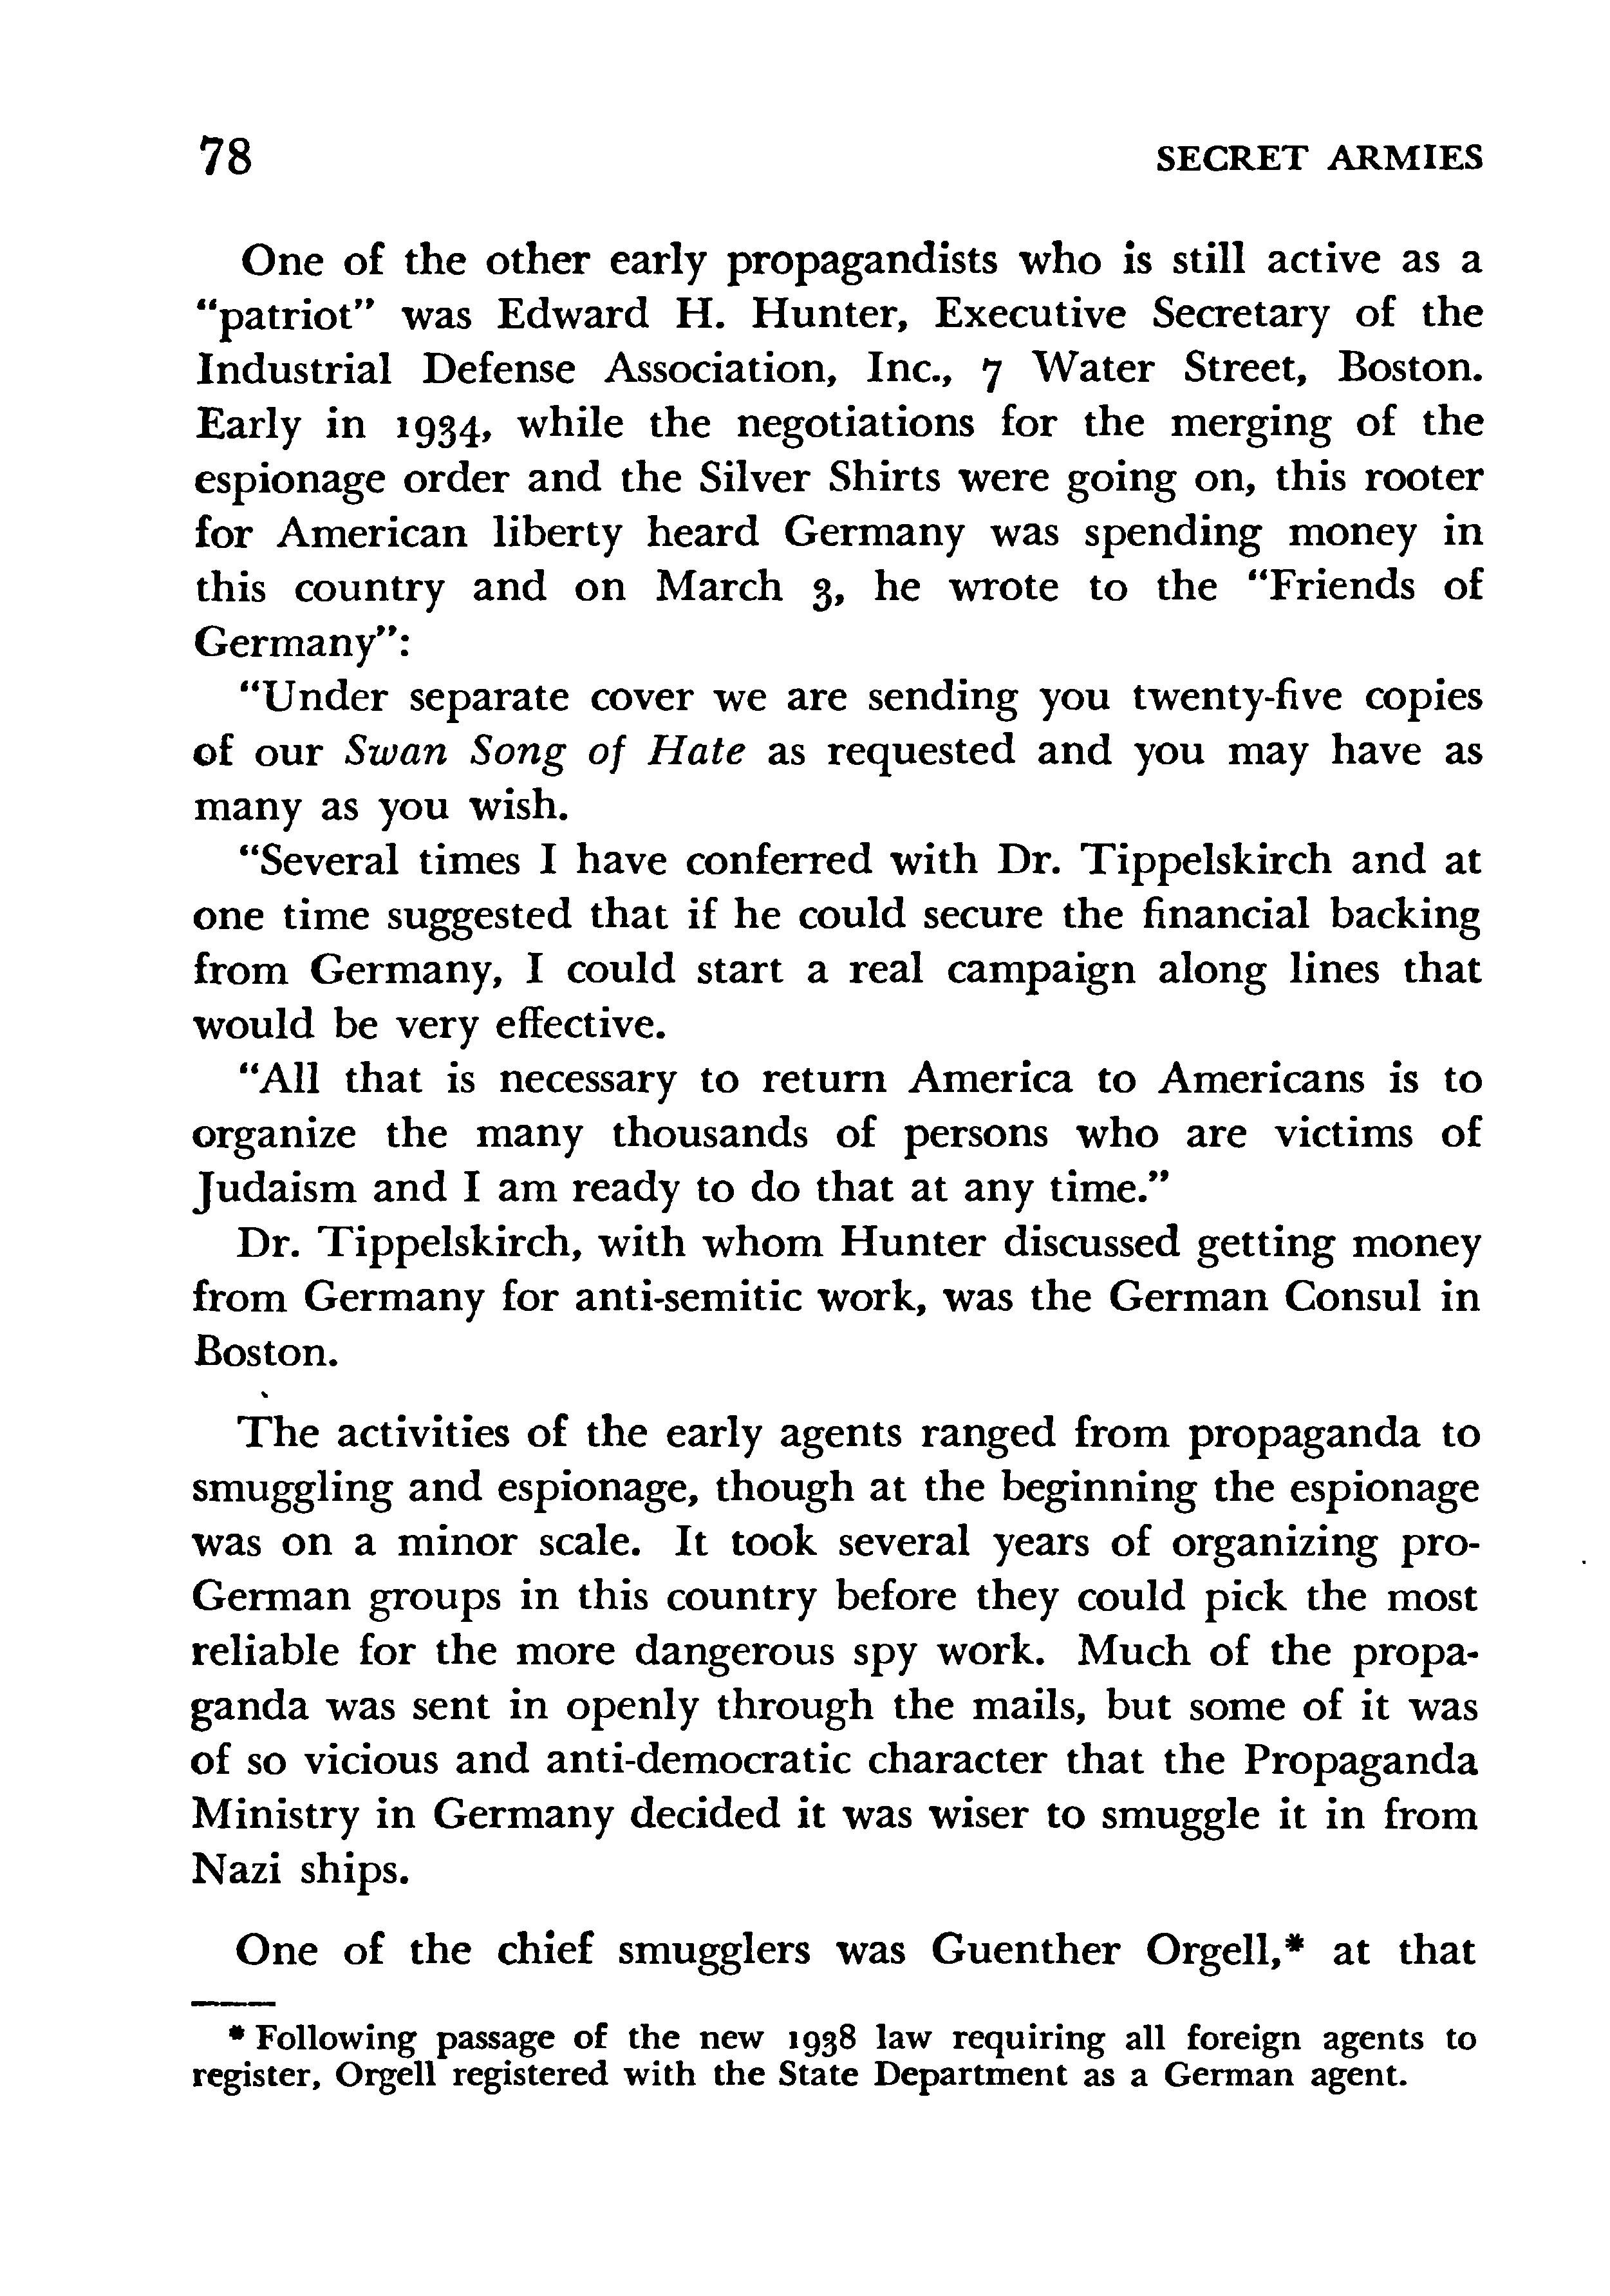 78 SECRET ARMIES
One of the other early propagandists who is still active as a
“patriot” was Edward H. Hunter, Executive Secretary of the
Industrial Defense Association, Inc., 7 Water Street, Boston.
Early in 1934, while the negotiations for the merging of the
espionage order and the Silver Shirts were going on, this rooter
for American liberty heard Germany was spending money in
this country and on March 3, he wrote to the “Friends of
Germany”:
“Under separate cover we are sending you twenty-five copies
of our Swan Song of Hate as requested and you may have as
many as you wish.
“Several times I have conferred with Dr. Tippelskirch and at
one time suggested that if he could secure the financial backing
from Germany, I could start a real campaign along lines that
would be very effective.
“All that is necessary to return America to Americans is to
organize the many thousands of persons who are victims of
Judaism and I am ready to do that at any time.”
Dr. Tippelskirch, with whom Hunter discussed getting money
from Germany for anti-semitic work, was the German Consul in
Boston.
The activities of the early agents ranged from propaganda to
smuggling and espionage, though at the beginning the espionage
was on a minor scale. It took several years of organizing pro-
German groups in this country before they could pick the most
reliable for the more dangerous spy work. Much of the propa-
ganda was sent in openly through the mails, but some of it was
of so vicious and anti-democratic character that the Propaganda
Ministry in Germany decided it was wiser to smuggle it in from
Nazi ships.
One of the chief smugglers was Guenther Orgell,* at that
* Following passage of the new 1938 law requiring all foreign agents to
register, Orgell registered with the State Department as a German agent.